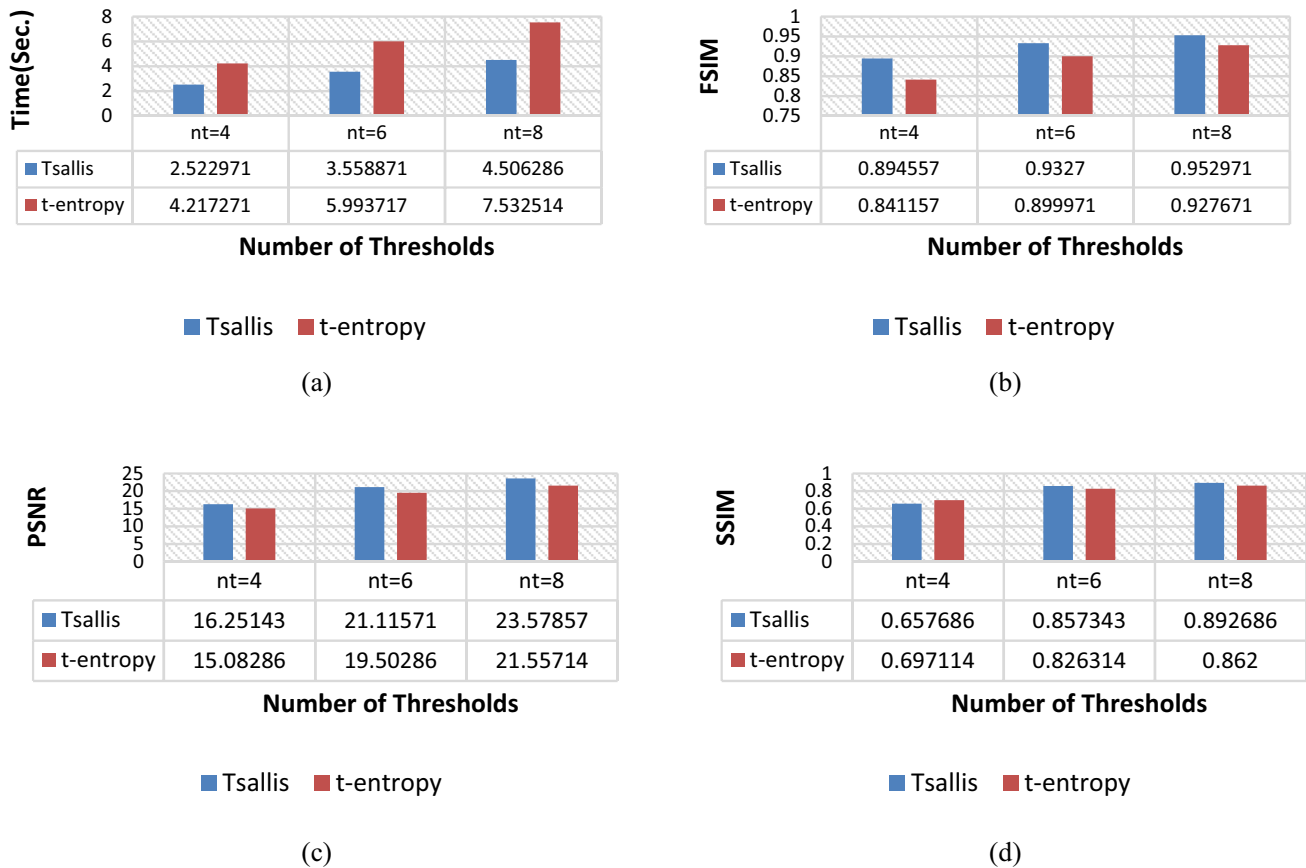 Time(Sec.)
8
6
4
2
0
nt=4 nt=6 nt=8
Tsallis 2.522971 3.558871 4.506286
t-entropy 4.217271 5.993717 7.532514
Number of Thresholds
Tsallis t-entropy
(a)
FSIM
1
0.95
0.9
0.85
0.8
0.75
nt=4 nt=6 nt=8
Tsallis 0.894557 0.9327 0.952971
t-entropy 0.841157 0.899971 0.927671
Number of Thresholds
Tsallis t-entropy
(b)
PSNR
25
20
15
10
5
0
nt=4 nt=6 nt=8
Tsallis 16.25143 21.11571 23.57857
t-entropy 15.08286 19.50286 21.55714
Number of Thresholds
Tsallis t-entropy
(c)
SSIM
1
0.8
0.6
0.4
0.2
0
nt=4 nt=6 nt=8
Tsallis 0.657686 0.857343 0.892686
t-entropy 0.697114 0.826314 0.862
Number of Thresholds
Tsallis t-entropy
(d)